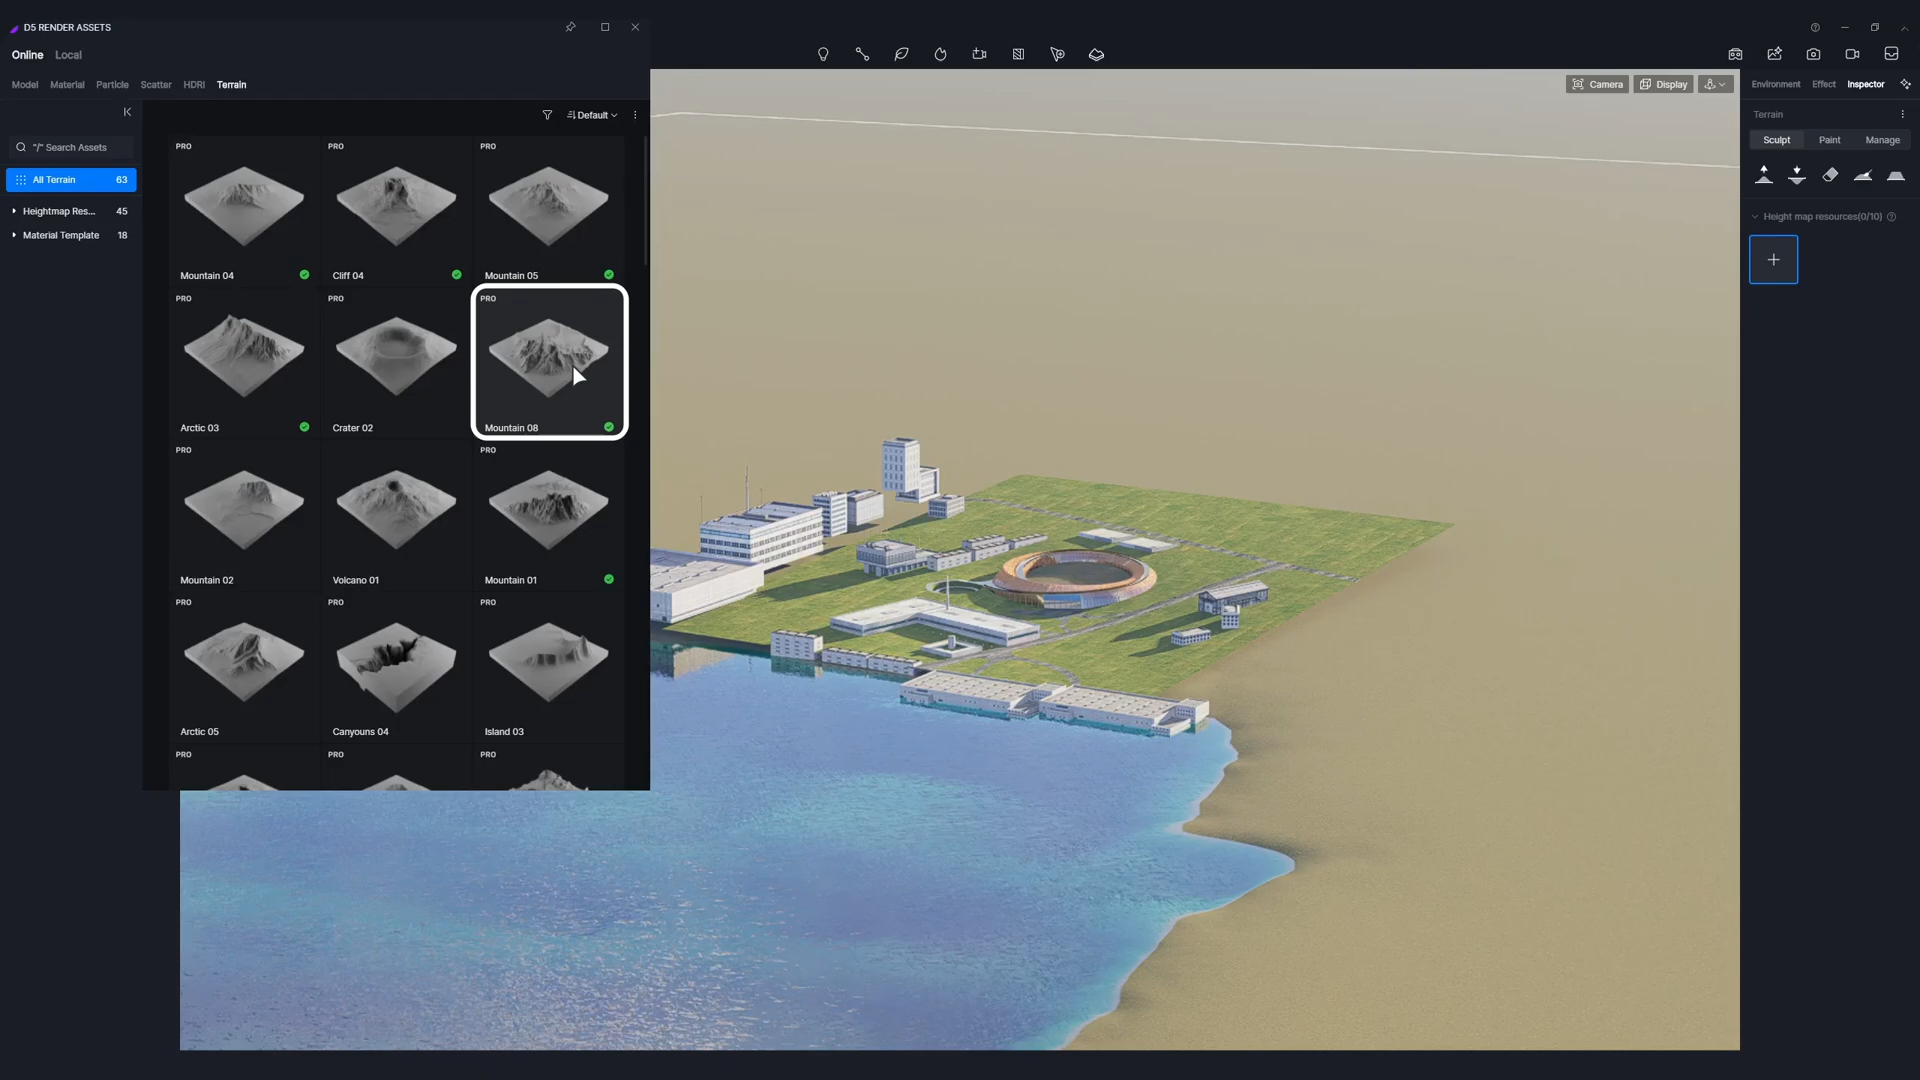 D5 RENDER ASSETS
Online Local
Model Material Particle Scatter HDRI Terrain
Default
"/" Search Assets
All Terrain 63
Heightmap Res... 45
Material Template 18
PRO PRO PRO
Mountain 04 Cliff 04 Mountain 05
PRO PRO PRO
Arctic 03 Crater 02 Mountain 08
PRO PRO PRO
Mountain 02 Volcano 01 Mountain 01
PRO PRO PRO
Arctic 05 Canyouns 04 Island 03
PRO PRO PRO
Camera Display
Environment Effect Inspector
Terrain
Sculpt Paint Manage
Height map resources(0/10)